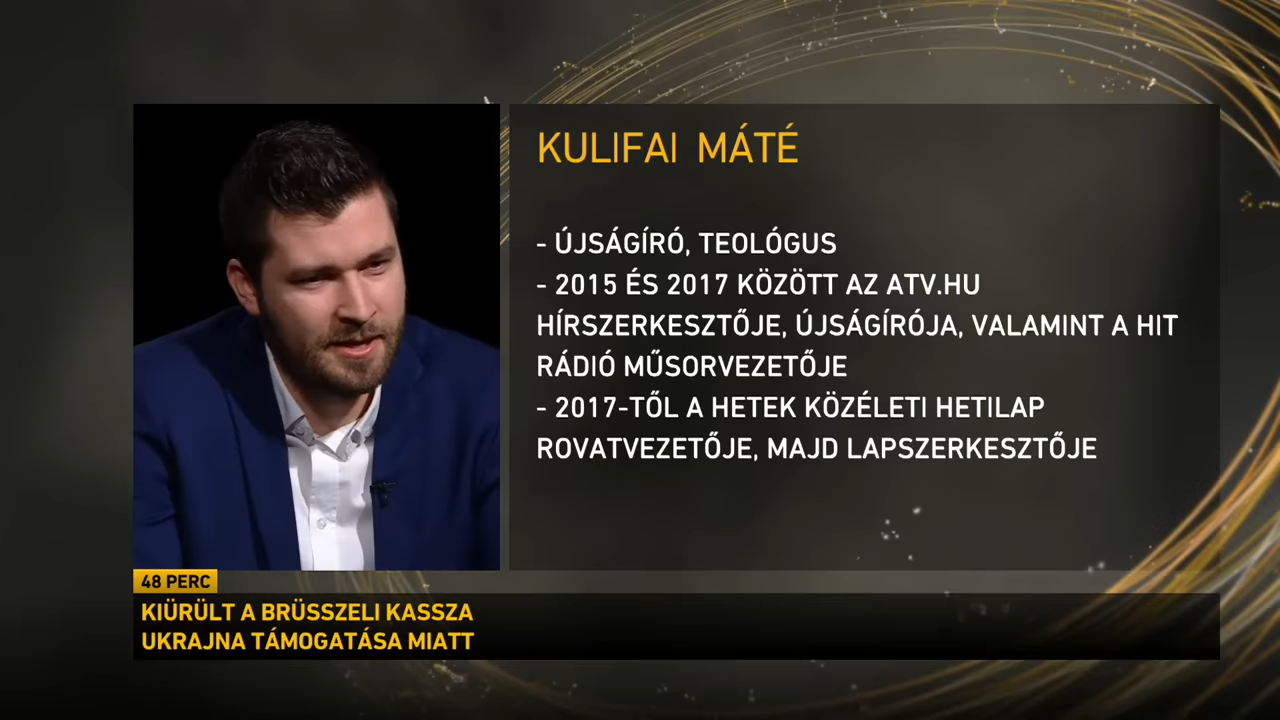 KULIFAI MÁTÉ
- ÚJSÁGÍRÓ, TEOLÓGUS
- 2015 ÉS 2017 KÖZÖTT AZ ATV.HU
HÍRSZERKESZTŐJE, ÚJSÁGÍRÓJA, VALAMINT A HIT
RÁDIÓ MŰSORVEZETŐJE
- 2017-TŐL A HETEK KÖZÉLETI HETILAP
ROVATVEZETŐJE, MAJD LAPSZERKESZTŐJE
48 PERC
KIÜRÜLT A BRÜSSZELI KASSZA
UKRAJNA TÁMOGATÁSA MIATT